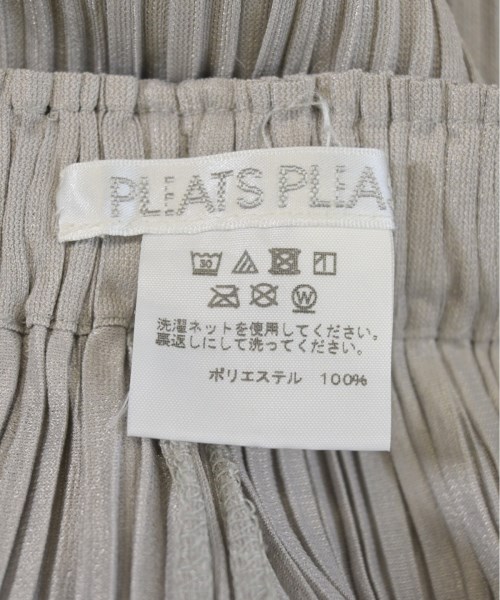 PLEATS PLEA
30
W
洗濯ネットを使用してください。
裏返しにして洗ってください。
ポリエステル 100%